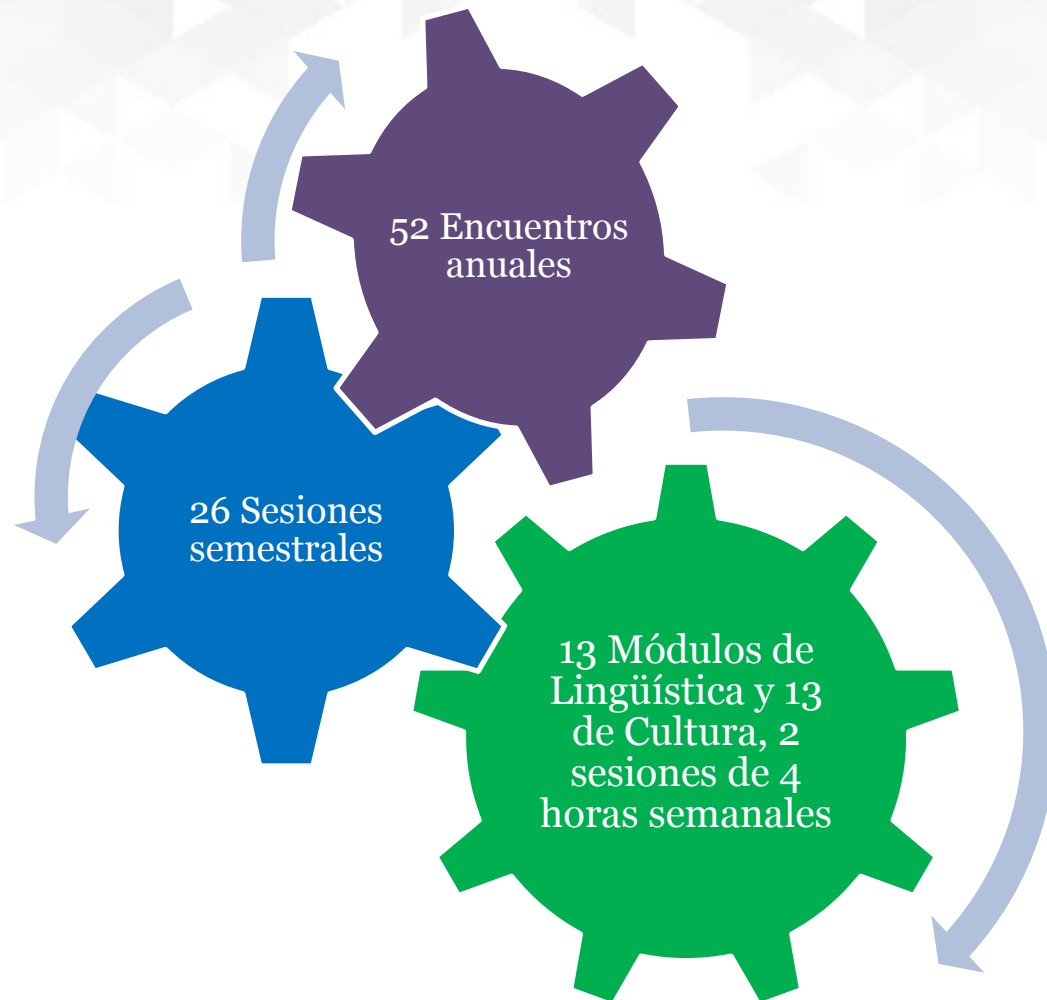 52 Encuentros
anuales
26 Sesiones
semestrales
13 Módulos de
Lingüística y 13
de Cultura, 2
sesiones de 4
horas semanales